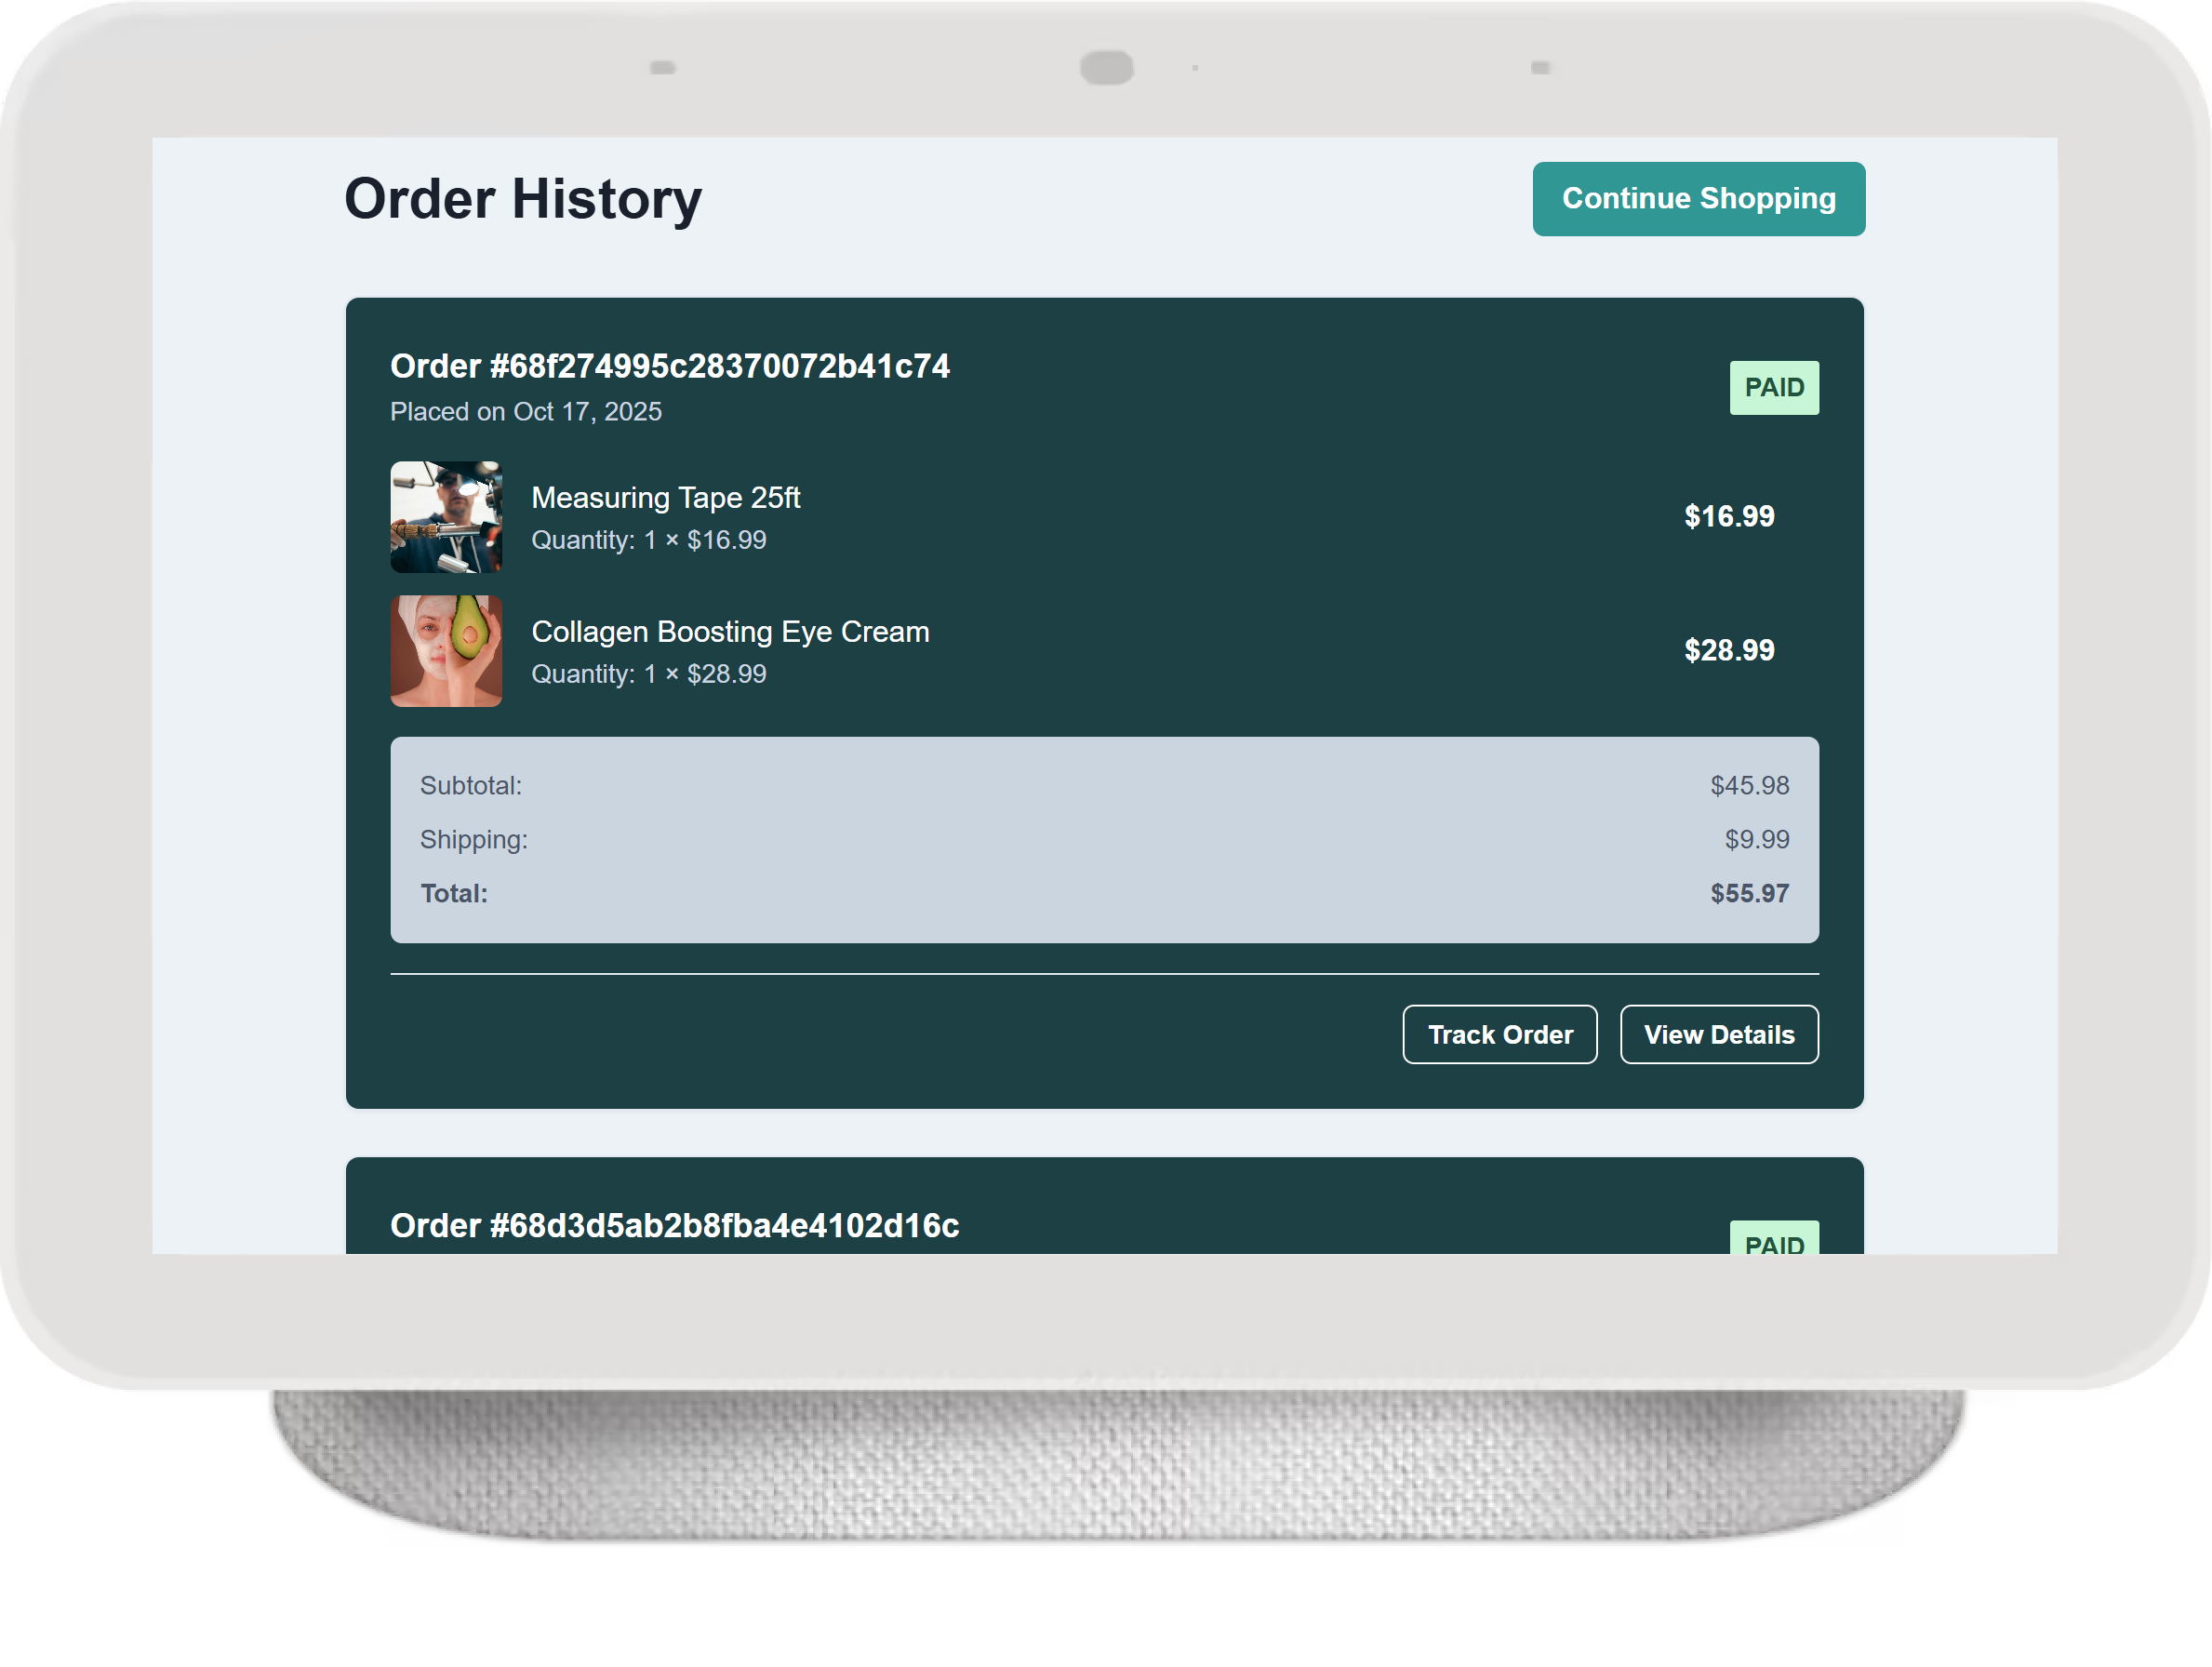 Order History
Continue Shopping
Order #68f274995c28370072b41c74
PAID
Placed on Oct 17, 2025
Measuring Tape 25ft
Quantity: 1 × $16.99
$16.99
Collagen Boosting Eye Cream
Quantity: 1 × $28.99
$28.99
Subtotal:
$45.98
Shipping:
$9.99
Total:
$55.97
Track Order
View Details
Order #68d3d5ab2b8fba4e4102d16c
PAID